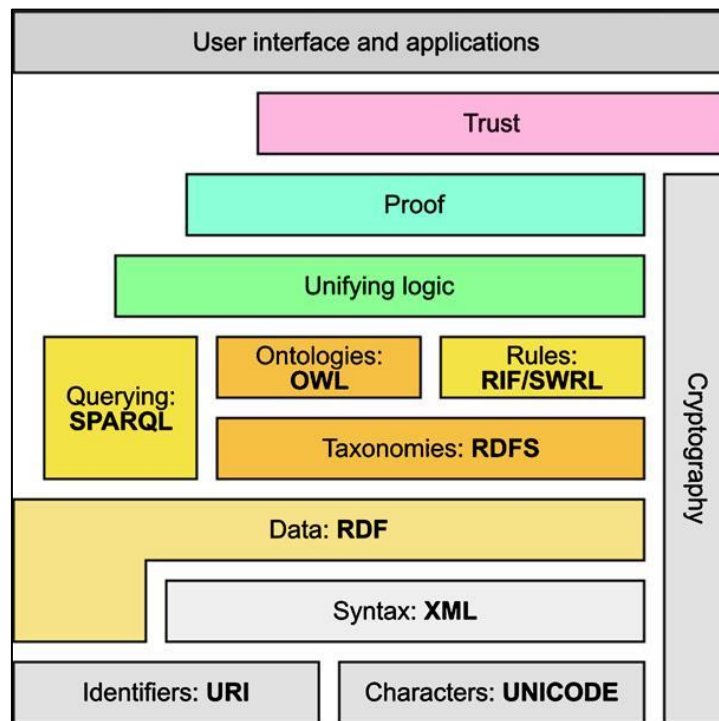 User interface and applications
Trust
Proof
Unifying logic
Ontologies:
OWL
Rules:
RIF/SWRL
Querying:
SPARQL
Taxonomies: RDFS
Cryptography
Data: RDF
Syntax: XML
Identifiers: URI
Characters: UNICODE